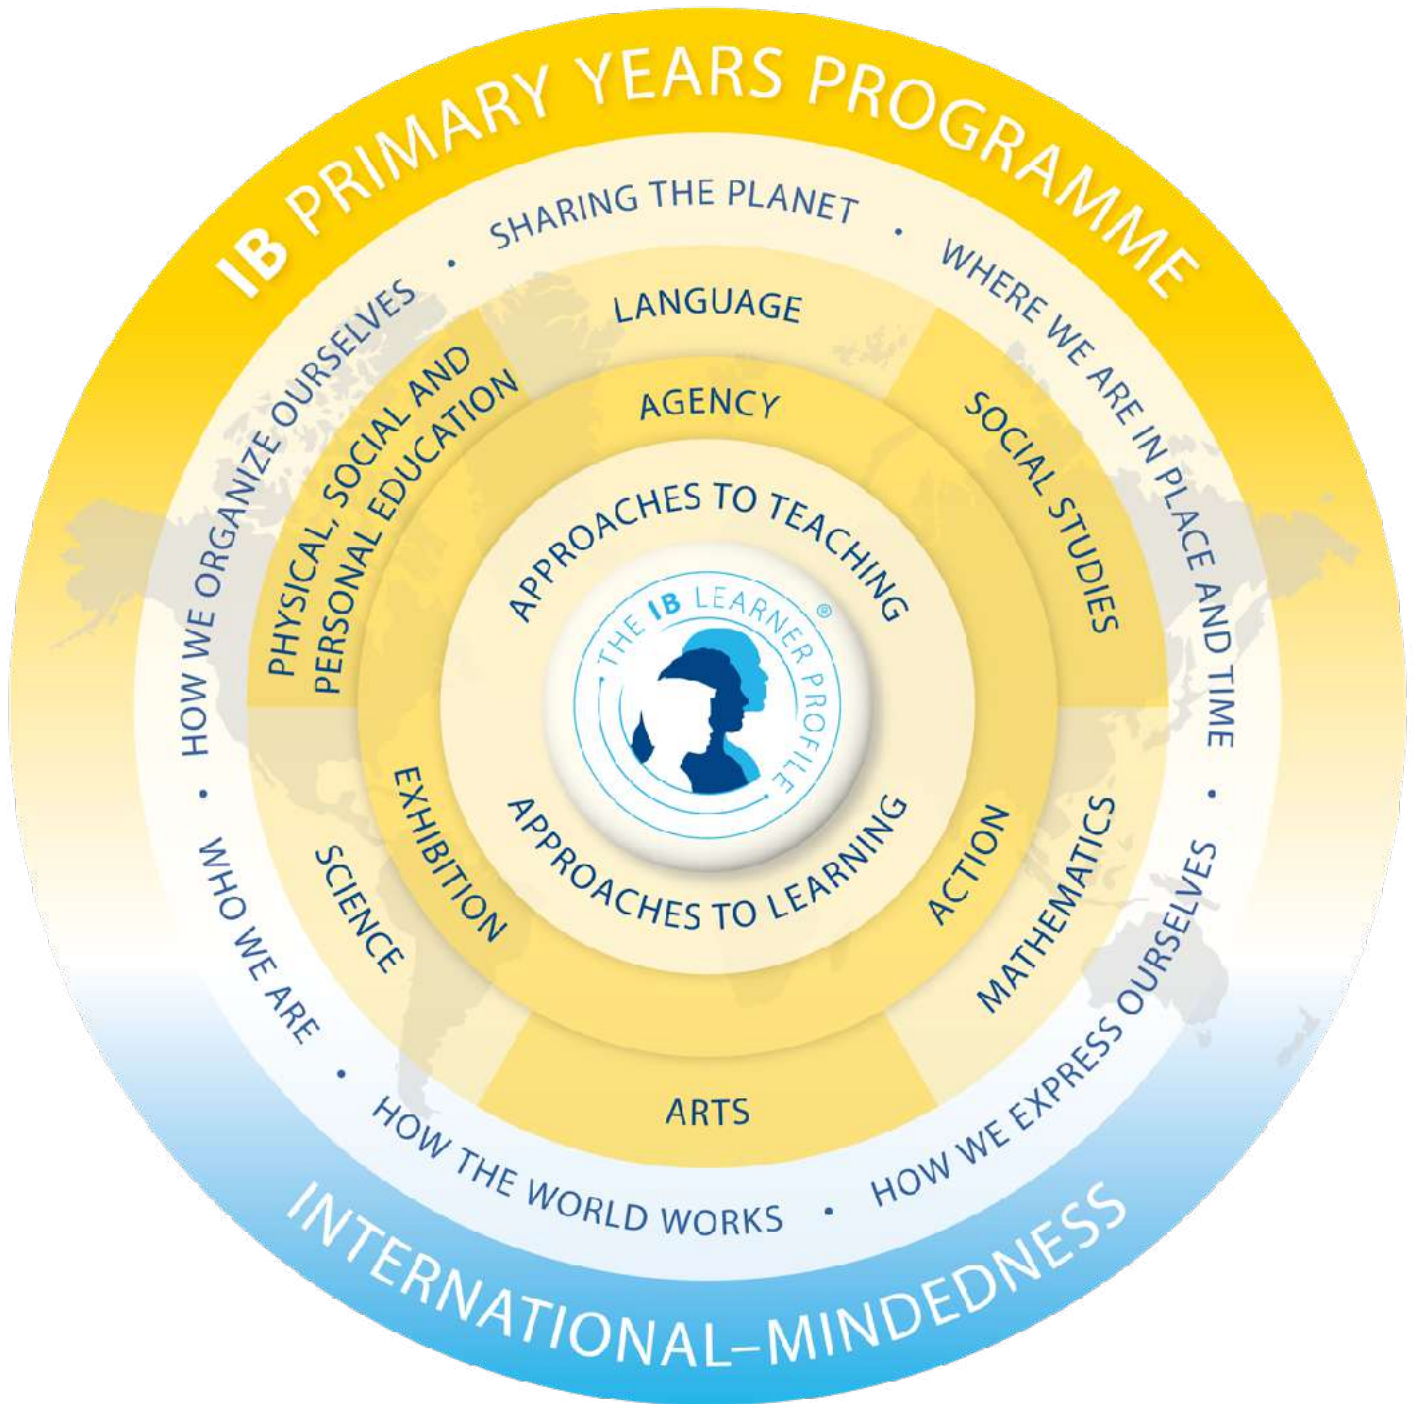 IB PRIMARY YEARS PROGRAMME
SHARING THE PLANET
•
WHERE WE ARE IN PLACE AND TIME
•
HOW WE EXPRESS OURSELVES
•
HOW THE WORLD WORKS
•
WHO WE ARE
•
HOW WE ORGANIZE OURSELVES
•
LANGUAGE
SOCIAL STUDIES
MATHEMATICS
ARTS
SCIENCE
PHYSICAL, SOCIAL AND
PERSONAL EDUCATION
AGENCY
ACTION
EXHIBITION
APPROACHES TO TEACHING
THE IB LEARNER PROFILE ®
APPROACHES TO LEARNING
INTERNATIONAL–MINDEDNESS